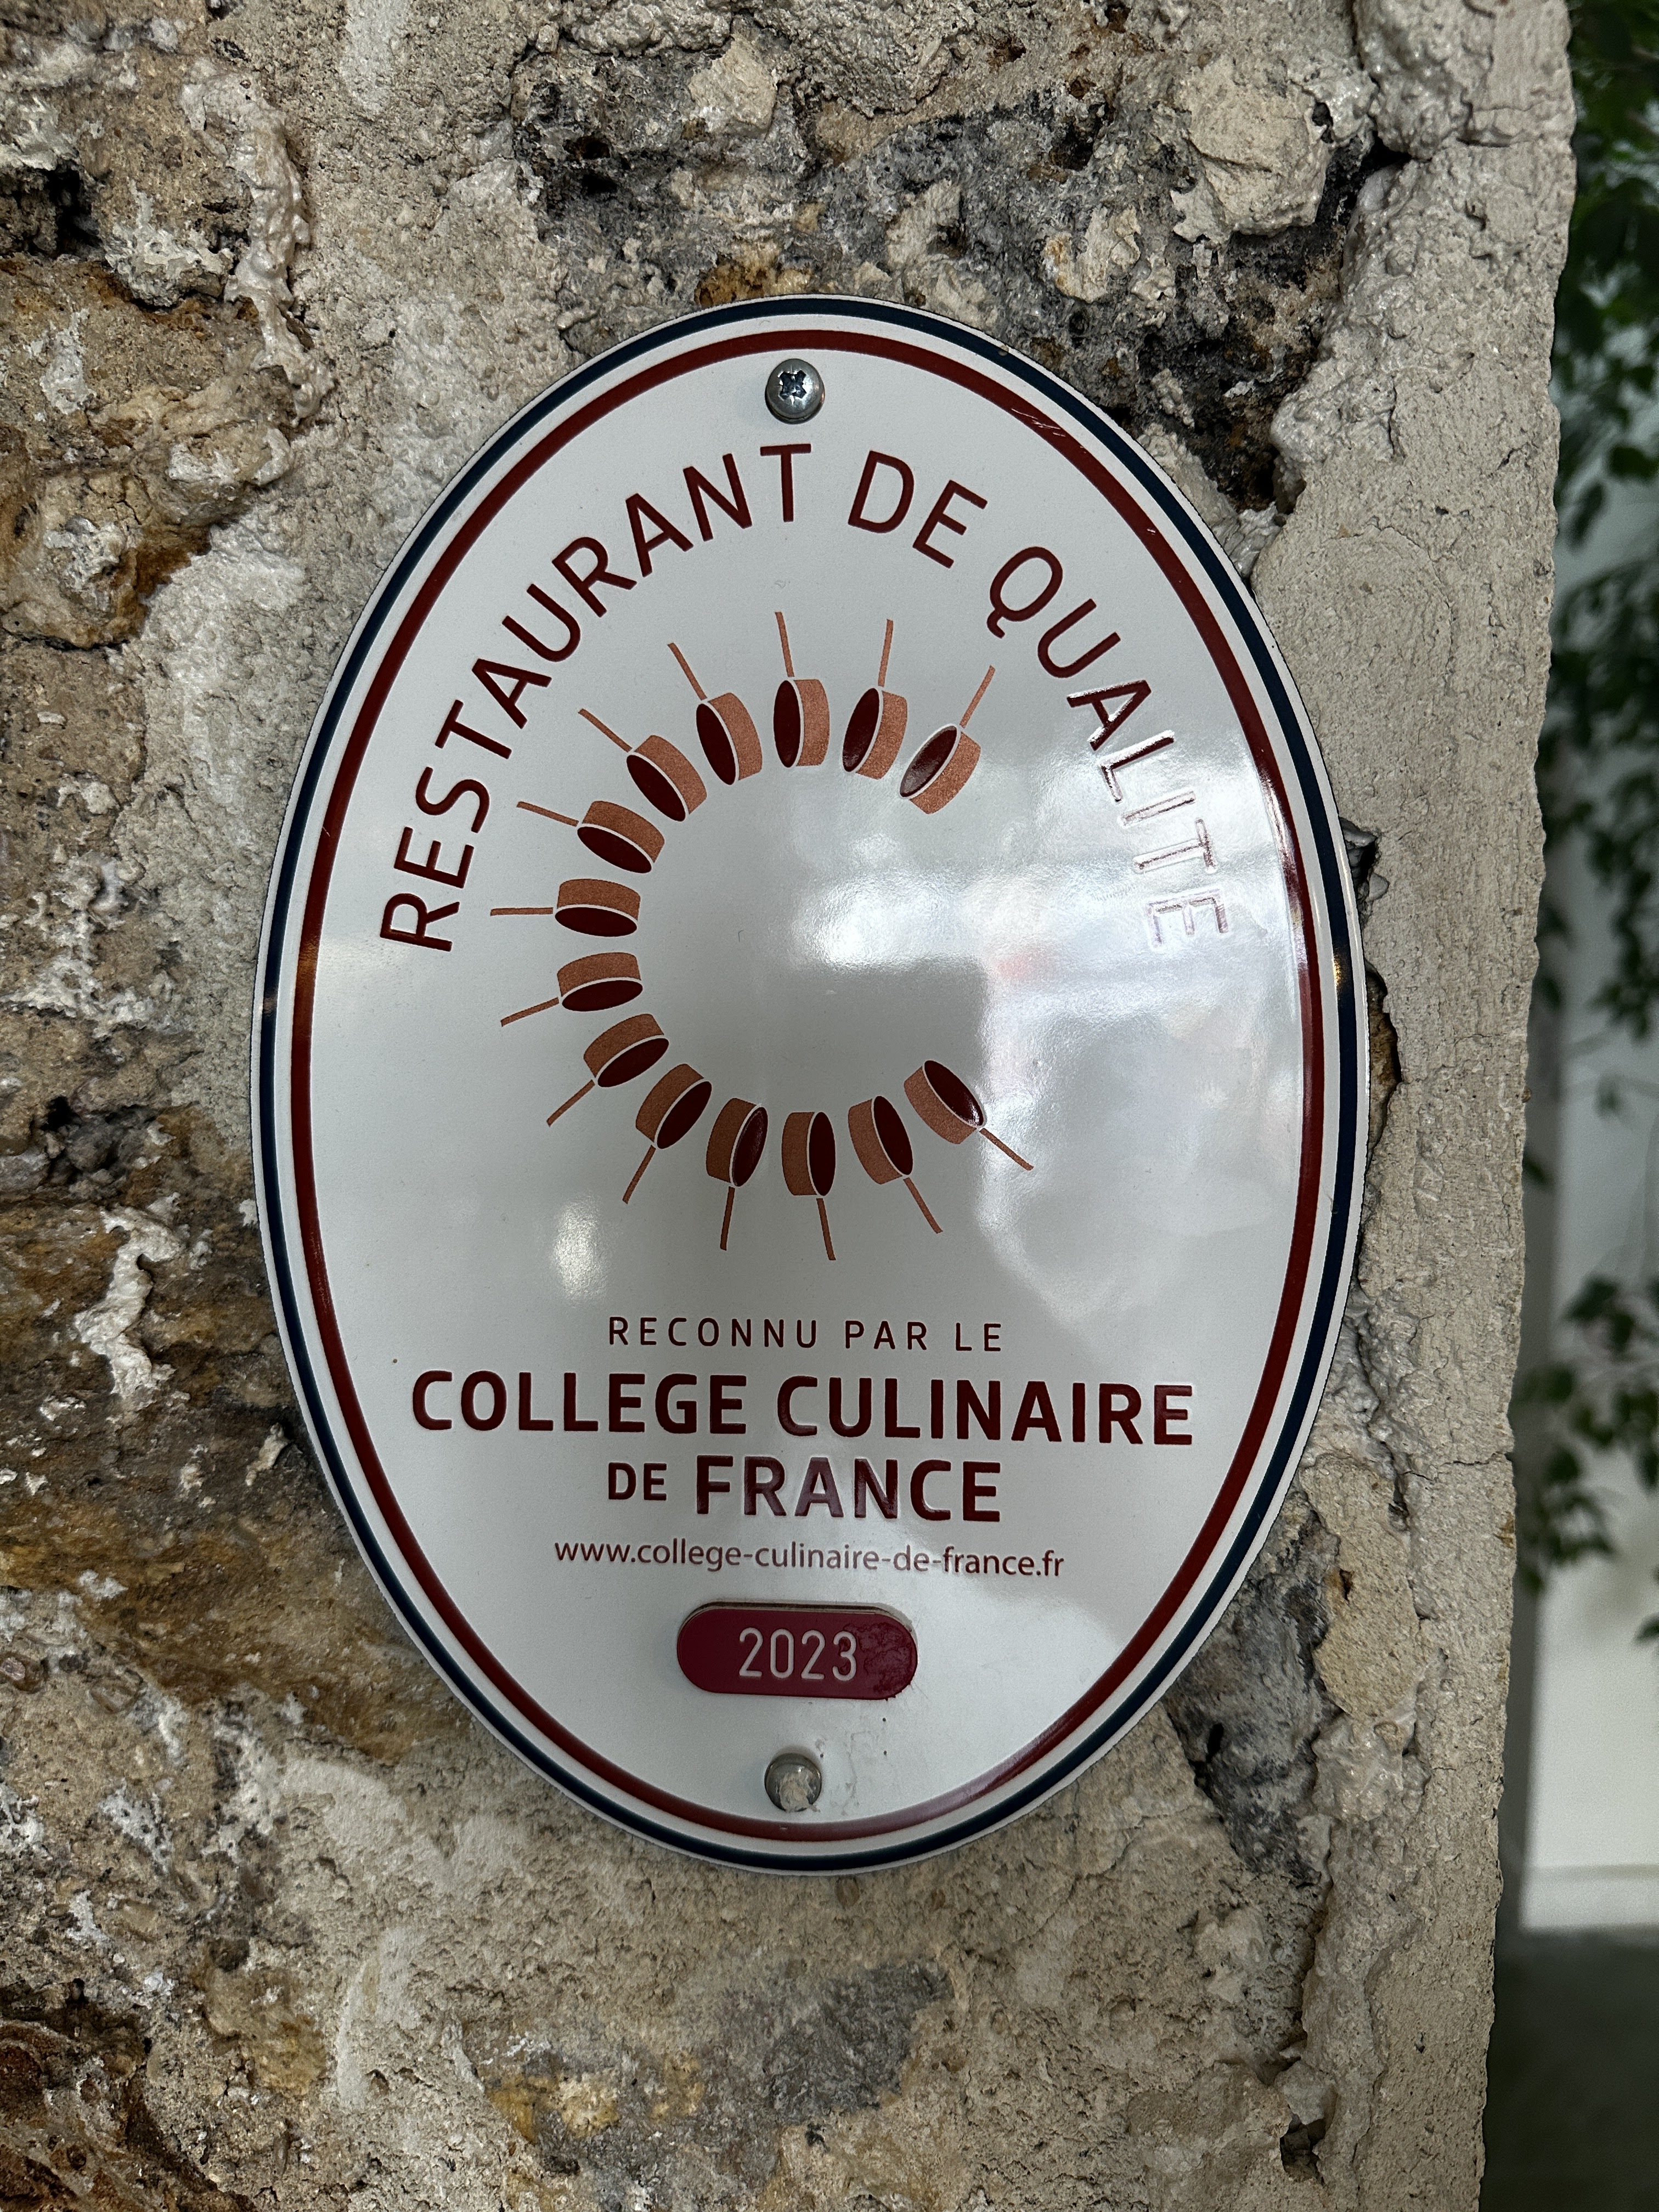 RESTAURANT DE QUALITE
RECONNU PAR LE
COLLEGE CULINAIRE
DE FRANCE
www.college-culinaire-de-france.fr
2023